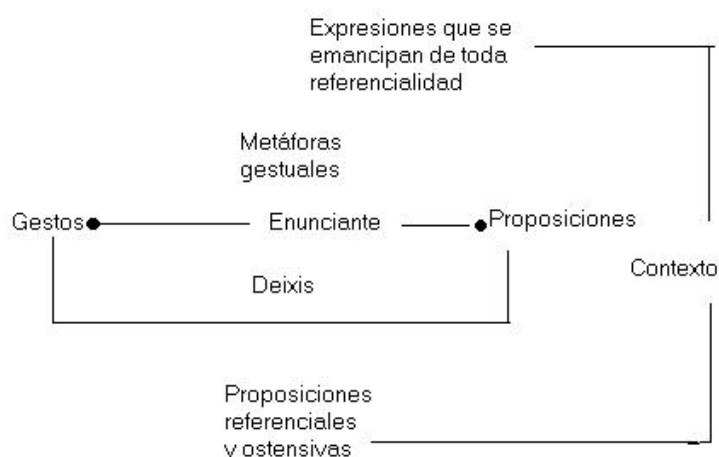 Expresiones que se
emancipan de toda
referencialidad
Metáforas
gestuales
Gestos
Enunciante
Proposiciones
Deixis
Contexto
Proposiciones
referenciales
y ostensivas